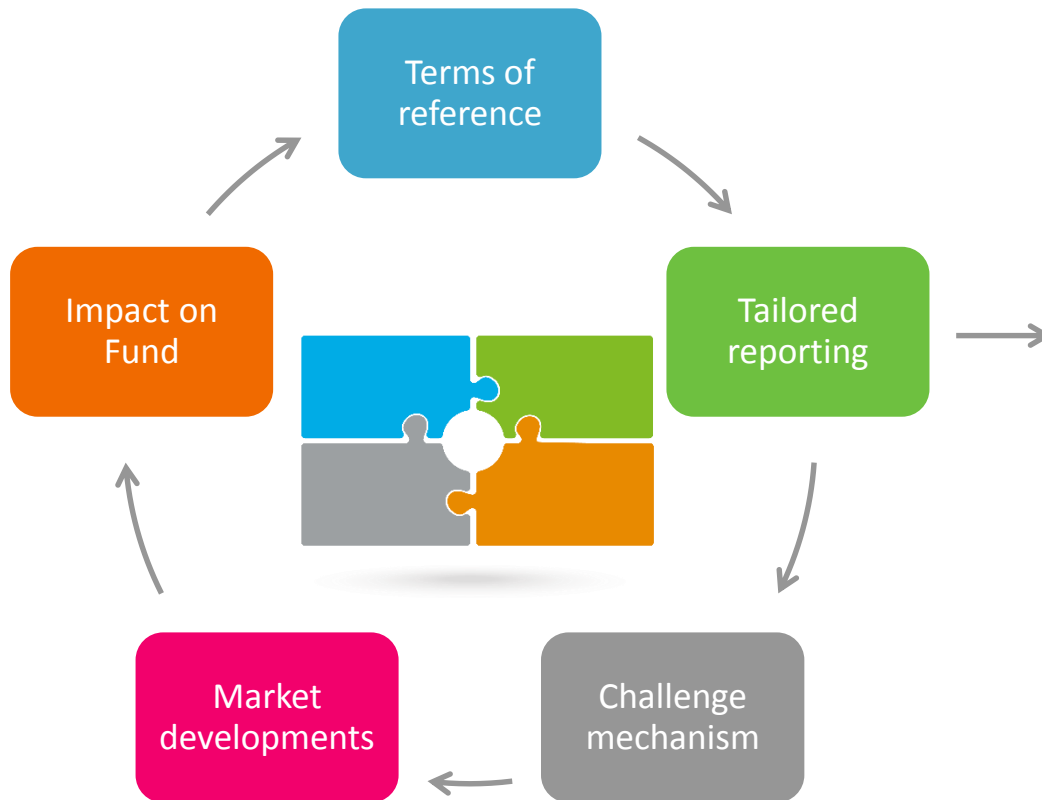 Terms of
reference
Impact on
Fund
Tailored
reporting
Market
developments
Challenge
mechanism